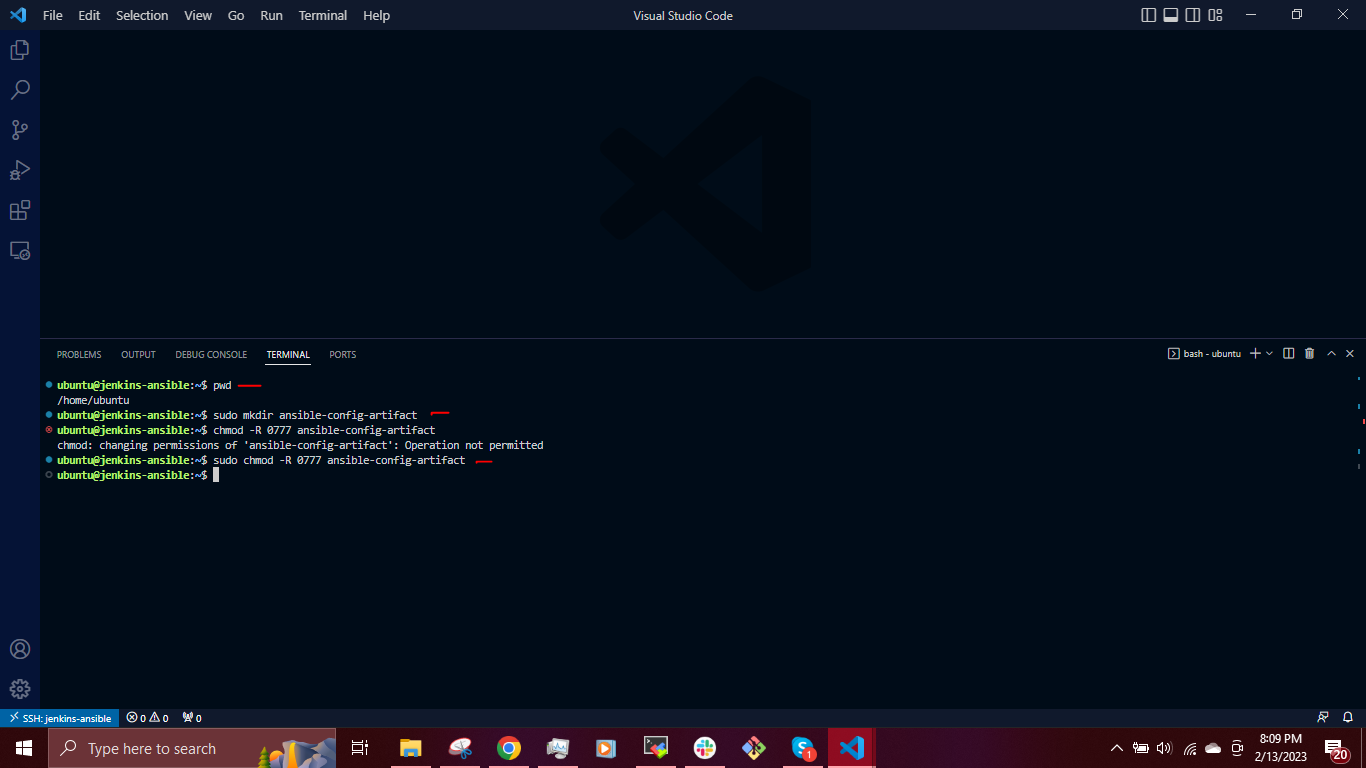 File Edit Selection View Go Run Terminal Help Visual Studio Code
PROBLEMS OUTPUT DEBUG CONSOLE TERMINAL PORTS bash - ubuntu
ubuntu@jenkins-ansible:~$ pwd
/home/ubuntu
ubuntu@jenkins-ansible:~$ sudo mkdir ansible-config-artifact
ubuntu@jenkins-ansible:~$ chmod -R 0777 ansible-config-artifact
chmod: changing permissions of 'ansible-config-artifact': Operation not permitted
ubuntu@jenkins-ansible:~$ sudo chmod -R 0777 ansible-config-artifact
ubuntu@jenkins-ansible:~$
SSH: jenkins-ansible 0 0 0
Type here to search 1 8:09 PM
2/13/2023 20